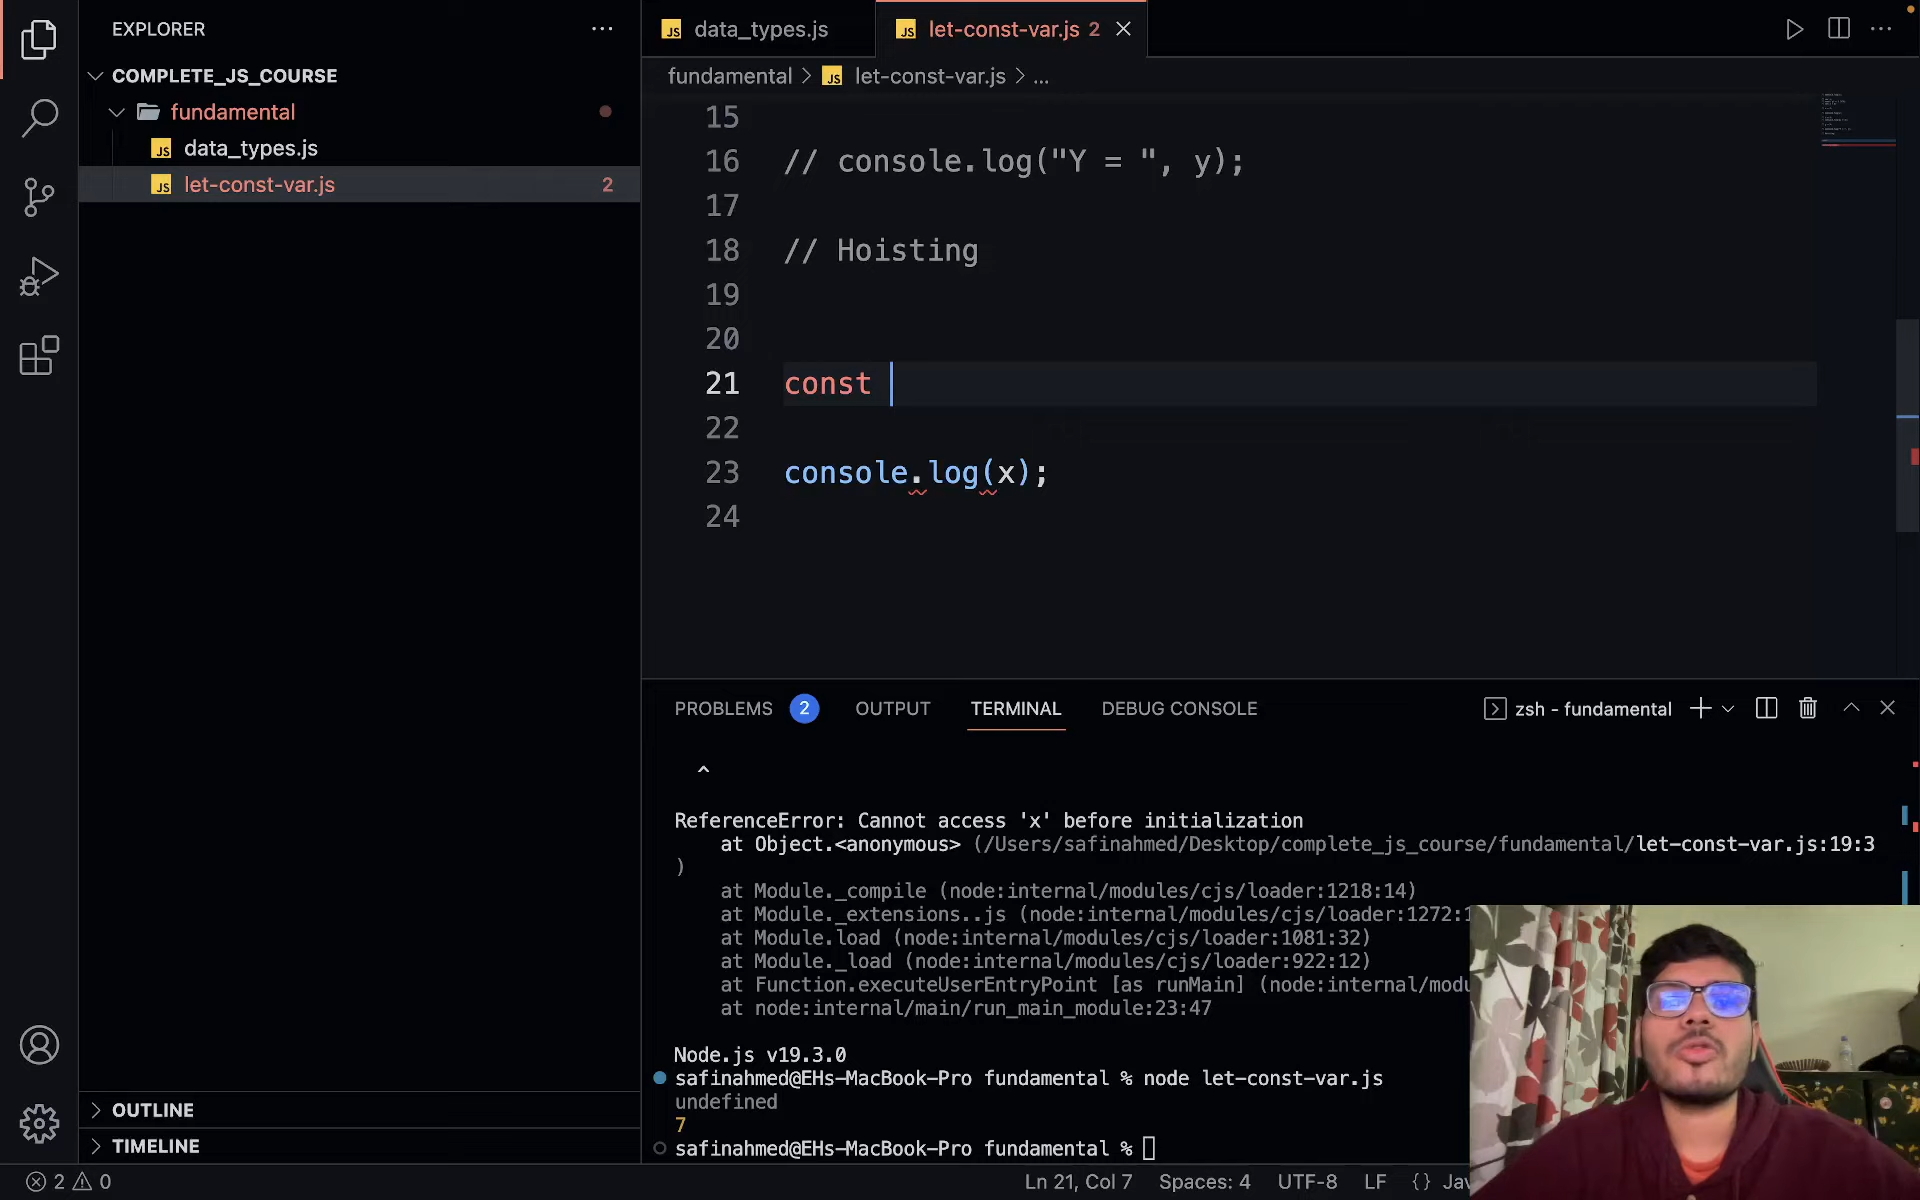 EXPLORER
COMPLETE_JS_COURSE
fundamental
JS data_types.js
JS let-const-var.js 2
OUTLINE
TIMELINE
JS data_types.js
JS let-const-var.js 2
fundamental > JS let-const-var.js > ...
15
16 // console.log("Y = ", y);
17
18 // Hoisting
19
20
21 const
22
23 console.log(x);
24
PROBLEMS 2 OUTPUT TERMINAL DEBUG CONSOLE
zsh - fundamental
^
ReferenceError: Cannot access 'x' before initialization
at Object.<anonymous> (/Users/safinahmed/Desktop/complete_js_course/fundamental/let-const-var.js:19:3
)
at Module._compile (node:internal/modules/cjs/loader:1218:14)
at Module._extensions..js (node:internal/modules/cjs/loader:1272:1
at Module.load (node:internal/modules/cjs/loader:1081:32)
at Module._load (node:internal/modules/cjs/loader:922:12)
at Function.executeUserEntryPoint [as runMain] (node:internal/modu
at node:internal/main/run_main_module:23:47
Node.js v19.3.0
safinahmed@EHs-MacBook-Pro fundamental % node let-const-var.js
undefined
7
safinahmed@EHs-MacBook-Pro fundamental %
2 0
Ln 21, Col 7 Spaces: 4 UTF-8 LF {} Jav